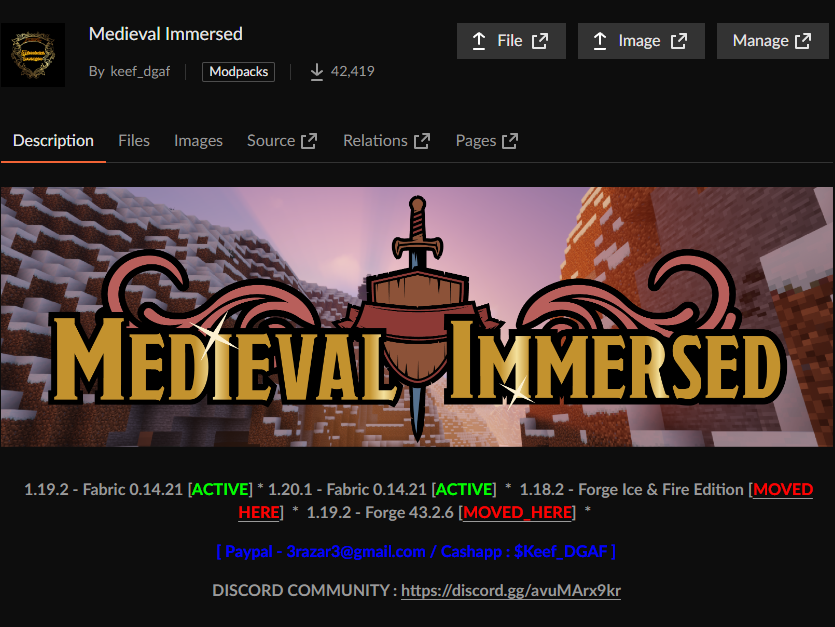 Medieval Immersed
File
Image
Manage
By keef_dgaf
Modpacks
42,419
Description
Files
Images
Source
Relations
Pages
MEDIEVAL IMMERSED
1.19.2 - Fabric 0.14.21 [ACTIVE] * 1.20.1 - Fabric 0.14.21 [ACTIVE] * 1.18.2 - Forge Ice & Fire Edition [MOVED
HERE] * 1.19.2 - Forge 43.2.6 [MOVED_HERE] *
[ Paypal - 3razar3@gmail.com / Cashapp : $Keef_DGAF ]
DISCORD COMMUNITY : https://discord.gg/avuMArx9kr